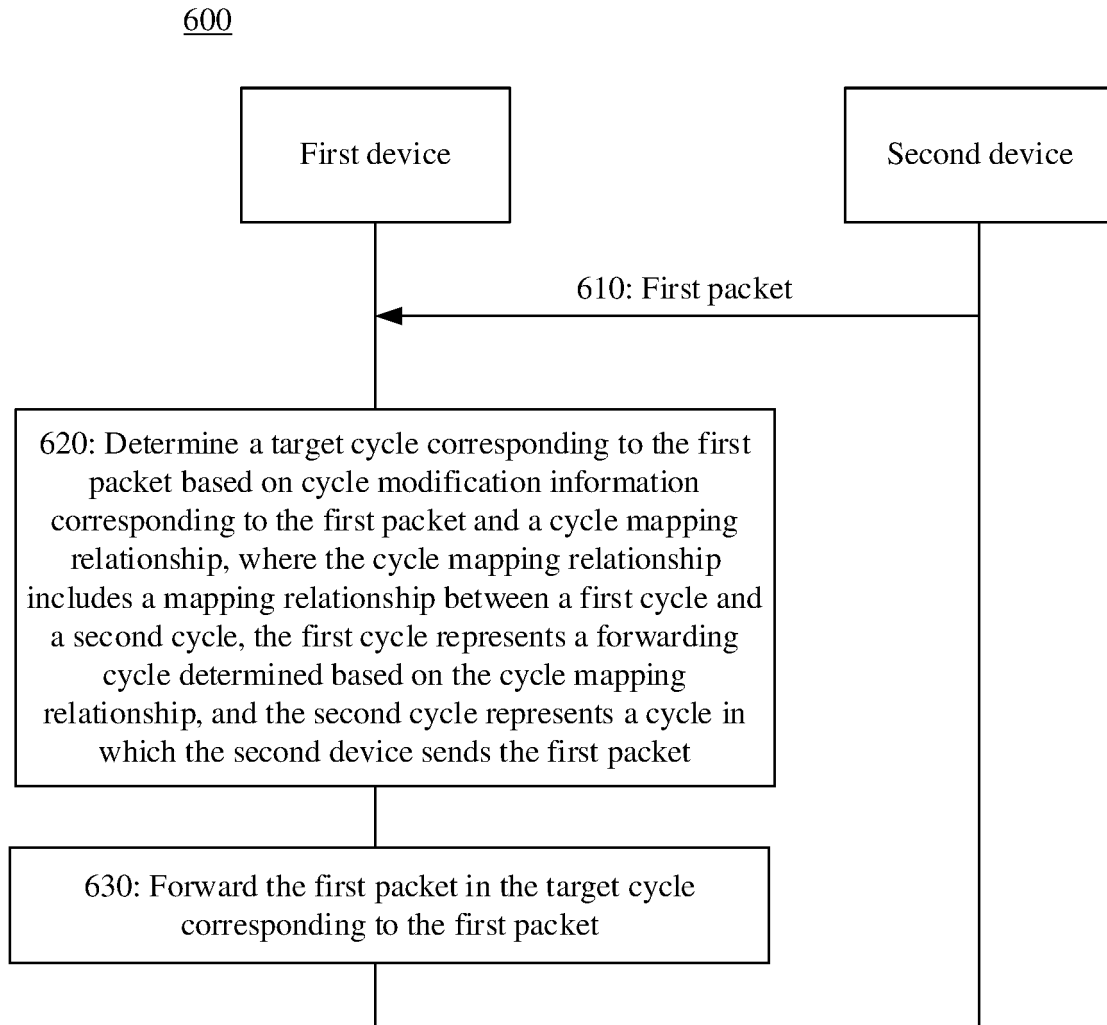 600
First device
Second device
610: First packet
620: Determine a target cycle corresponding to the first
packet based on cycle modification information
corresponding to the first packet and a cycle mapping
relationship, where the cycle mapping relationship
includes a mapping relationship between a first cycle and
a second cycle, the first cycle represents a forwarding
cycle determined based on the cycle mapping
relationship, and the second cycle represents a cycle in
which the second device sends the first packet
630: Forward the first packet in the target cycle
corresponding to the first packet